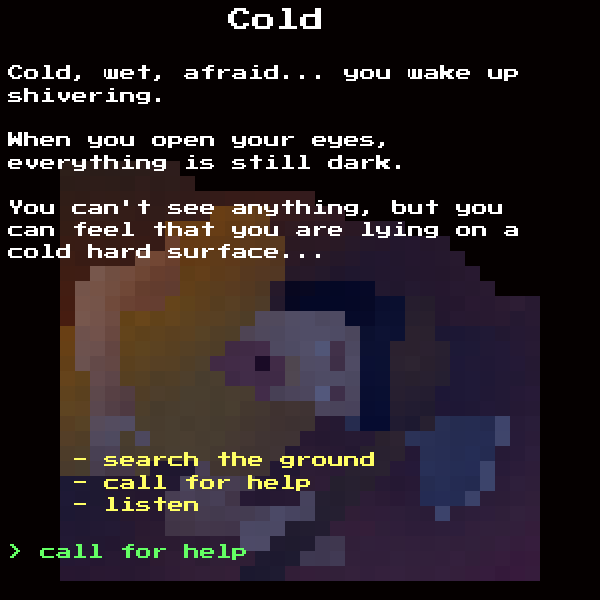 Cold
Cold, wet, afraid... you wake up
shivering.
When you open your eyes,
everything is still dark.
You can't see anything, but you
can feel that you are lying on a
cold hard surface...
- search the ground
- call for help
- listen
> call for help